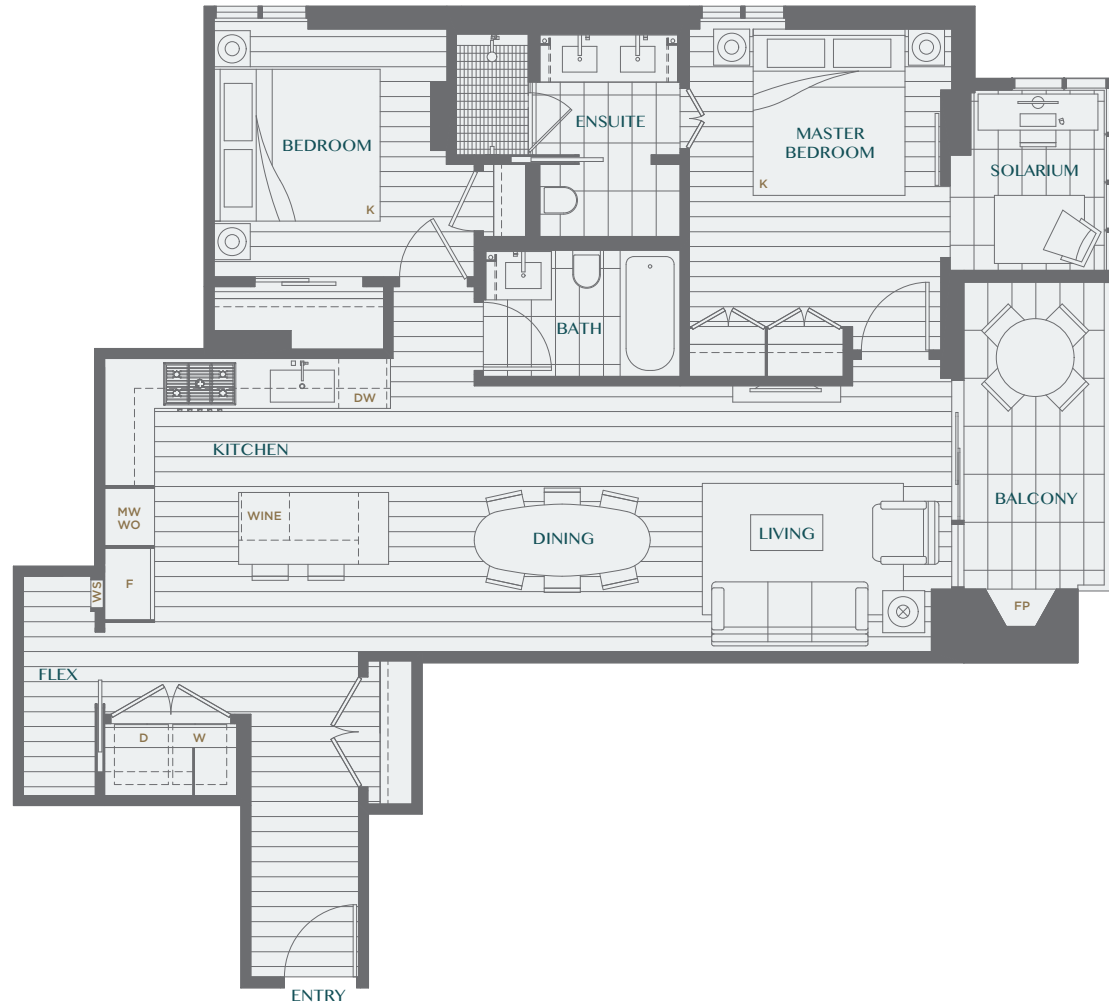 BEDROOM
K
ENSUITE
MASTER
BEDROOM
K
SOLARIUM
BATH
DW
KITCHEN
MW
WO
WINE
DINING
LIVING
BALCONY
WS
F
FP
FLEX
D
W
ENTRY